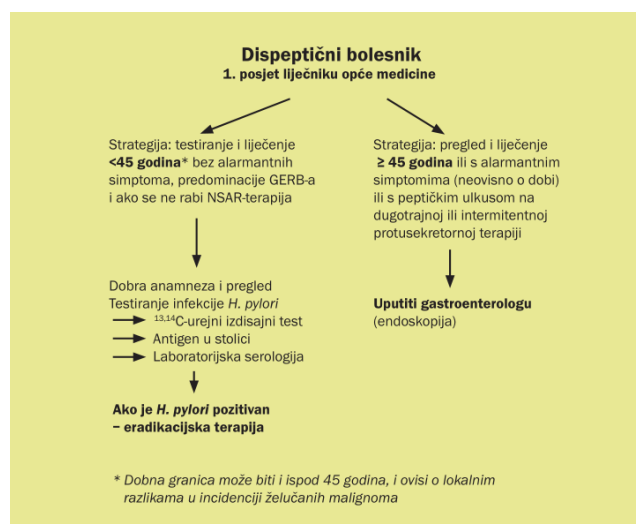 Dispeptični bolesnik
1. posjet liječniku opće medicine
Strategija: testiranje i liječenje
<45 godina* bez alarmantnih
simptoma, predominacije GERB-a
i ako se ne rabi NSAR-terapija
Strategija: pregled i liječenje
≥ 45 godina ili s alarmantnim
simptomima (neovisno o dobi)
ili s peptičkim ulkusom na
dugotrajnoj ili intermitentnoj
protusekretornoj terapiji
Dobra anamneza i pregled
Testiranje infekcije H. pylori
13,14C-urejni izdisajni test
Antigen u stolici
Laboratorijska serologija
Uputiti gastroenterologu
(endoskopija)
Ako je H. pylori pozitivan
– eradikacijska terapija
* Dobna granica može biti i ispod 45 godina, i ovisi o lokalnim
razlikama u incidenciji želučanih malignoma